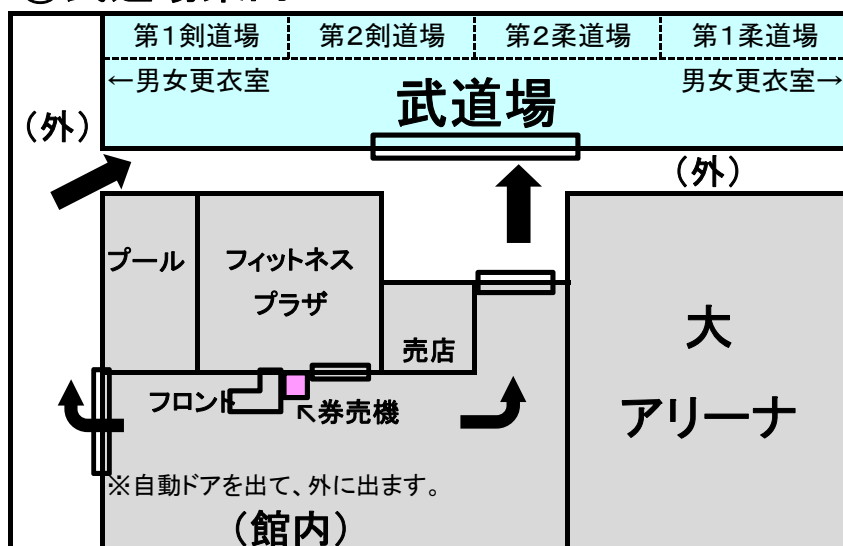 第1剣道場
第2剣道場
第2柔道場
第1柔道場
←男女更衣室
男女更衣室→
武道場
(外)
(外)
プール
フィットネス
プラザ
売店
大
アリーナ
フロント
↖券売機
※自動ドアを出て、外に出ます。
(館内)